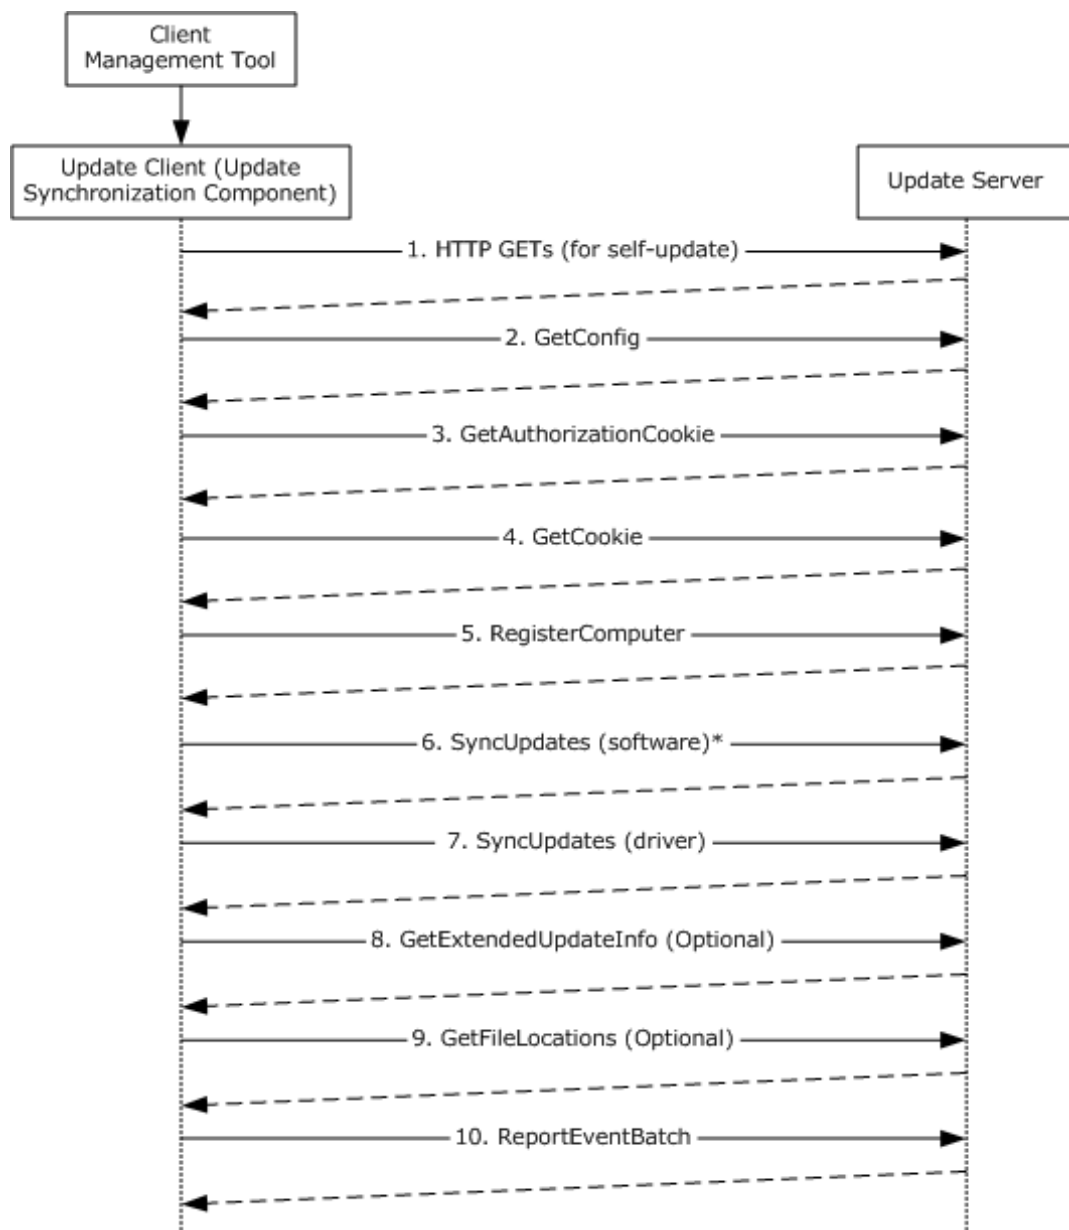 Client
Management Tool
Update Client (Update
Synchronization Component)
Update Server
1. HTTP GETs (for self-update)
2. GetConfig
3. GetAuthorizationCookie
4. GetCookie
5. RegisterComputer
6. SyncUpdates (software)*
7. SyncUpdates (driver)
8. GetExtendedUpdateInfo (Optional)
9. GetFileLocations (Optional)
10. ReportEventBatch